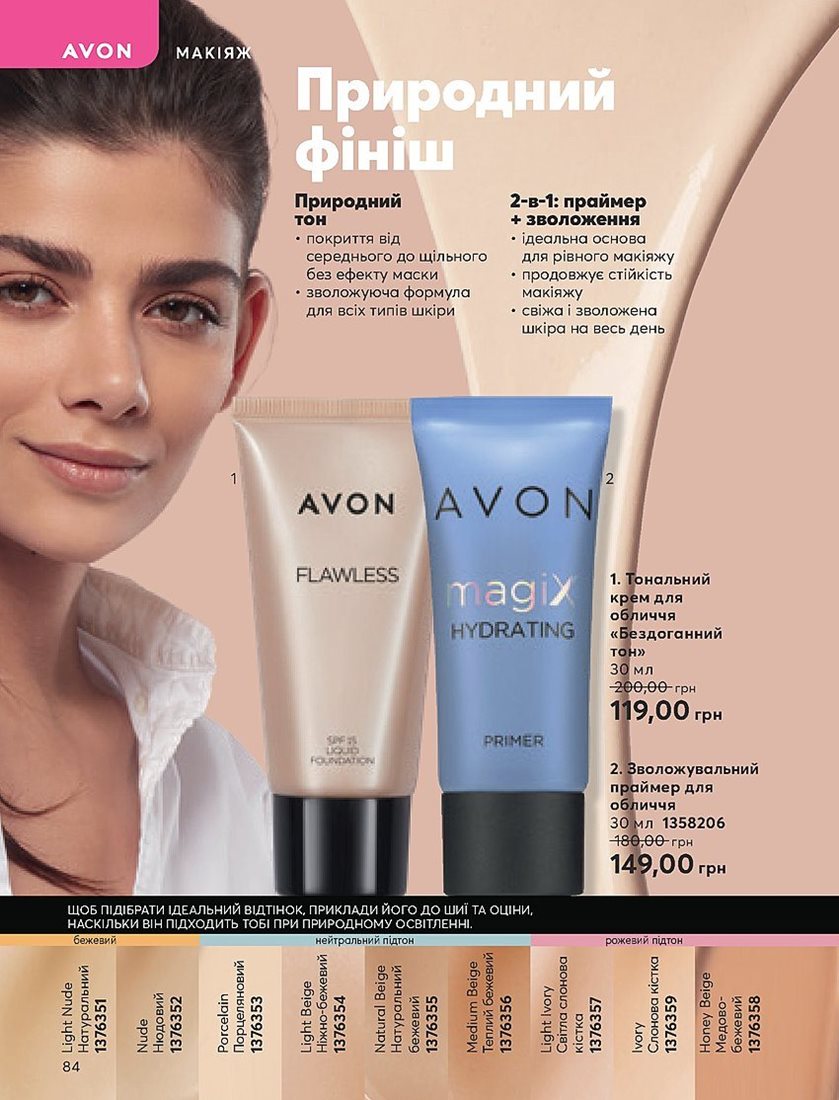 AVON
МАКІЯЖ
Природний
фініш
Природний
тон
• покриття від
середнього до щільного
без ефекту маски
• зволожуюча формула
для всіх типів шкіри
2-в-1: праймер
+ зволоження
• ідеальна основа
для рівного макіяжу
• продовжує стійкість
макіяжу
• свіжа і зволожена
шкіра на весь день
1
AVON
FLAWLESS
SPF 15
LIQUID
FOUNDATION
2
AVON
magiX
HYDRATING
PRIMER
1. Тональний
крем для
обличчя
«Бездоганний
тон»
30 мл
200,00 грн
119,00 грн
2. Зволожувальний
праймер для
обличчя
30 мл 1358206
180,00 грн
149,00 грн
ЩОБ ПІДІБРАТИ ІДЕАЛЬНИЙ ВІДТІНОК, ПРИКЛАДИ ЙОГО ДО ШИЇ ТА ОЦІНИ,
НАСКІЛЬКИ ВІН ПІДХОДИТЬ ТОБІ ПРИ ПРИРОДНОМУ ОСВІТЛЕННІ.
бежевий
нейтральний підтон
рожевий підтон
Light Nude
Натуральний
1376351
Nude
Нюдовий
1376352
Porcelain
Порцеляновий
1376353
Light Beige
Ніжно-бежевий
1376354
Natural Beige
Натуральний
бежевий
1376355
Medium Beige
Теплий бежевий
1376356
Light Ivory
Світла слонова
кістка
1376357
Ivory
Слонова кістка
1376359
Honey Beige
Медово-
бежевий
1376358
84